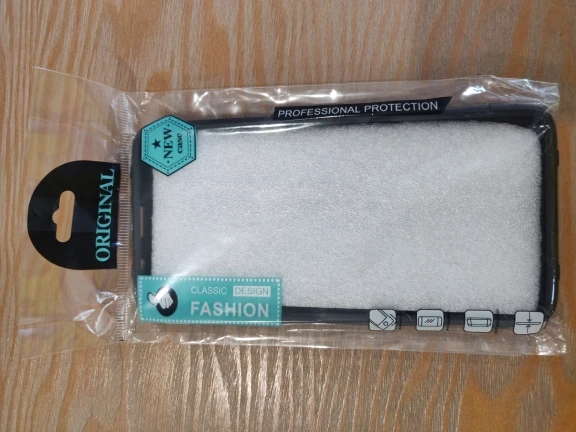 PROFESSIONAL PROTECTION
NEW
case
ORIGINAL
CLASSIC DESIGN
FASHION